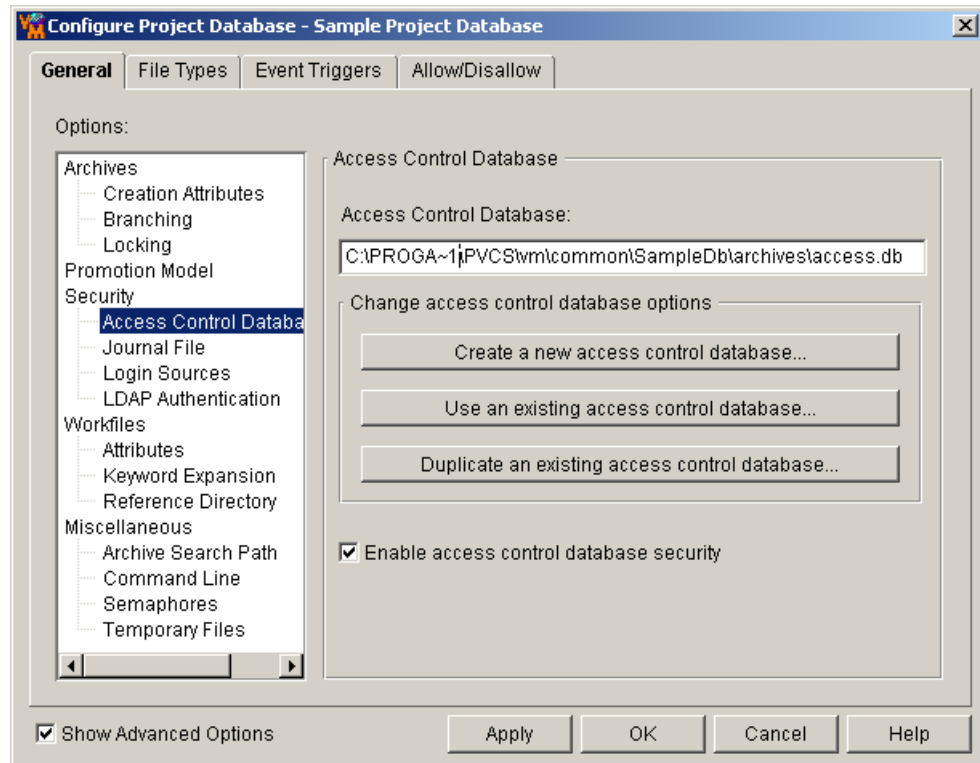 Configure Project Database - Sample Project Database
General File Types Event Triggers Allow/Disallow
Options:
Archives
Creation Attributes
Branching
Locking
Promotion Model
Security
Access Control Databa
Journal File
Login Sources
LDAP Authentication
Workfiles
Attributes
Keyword Expansion
Reference Directory
Miscellaneous
Archive Search Path
Command Line
Semaphores
Temporary Files
Access Control Database
Access Control Database:
C:\PROGA~1\PVCS\vm\common\SampleDb\archives\access.db
Change access control database options
Create a new access control database...
Use an existing access control database...
Duplicate an existing access control database...
Enable access control database security
Show Advanced Options
Apply OK Cancel Help